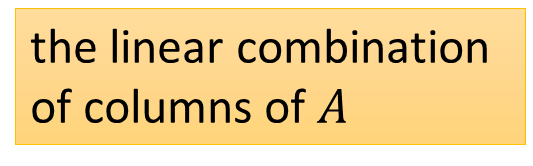 the linear combination
of columns of A